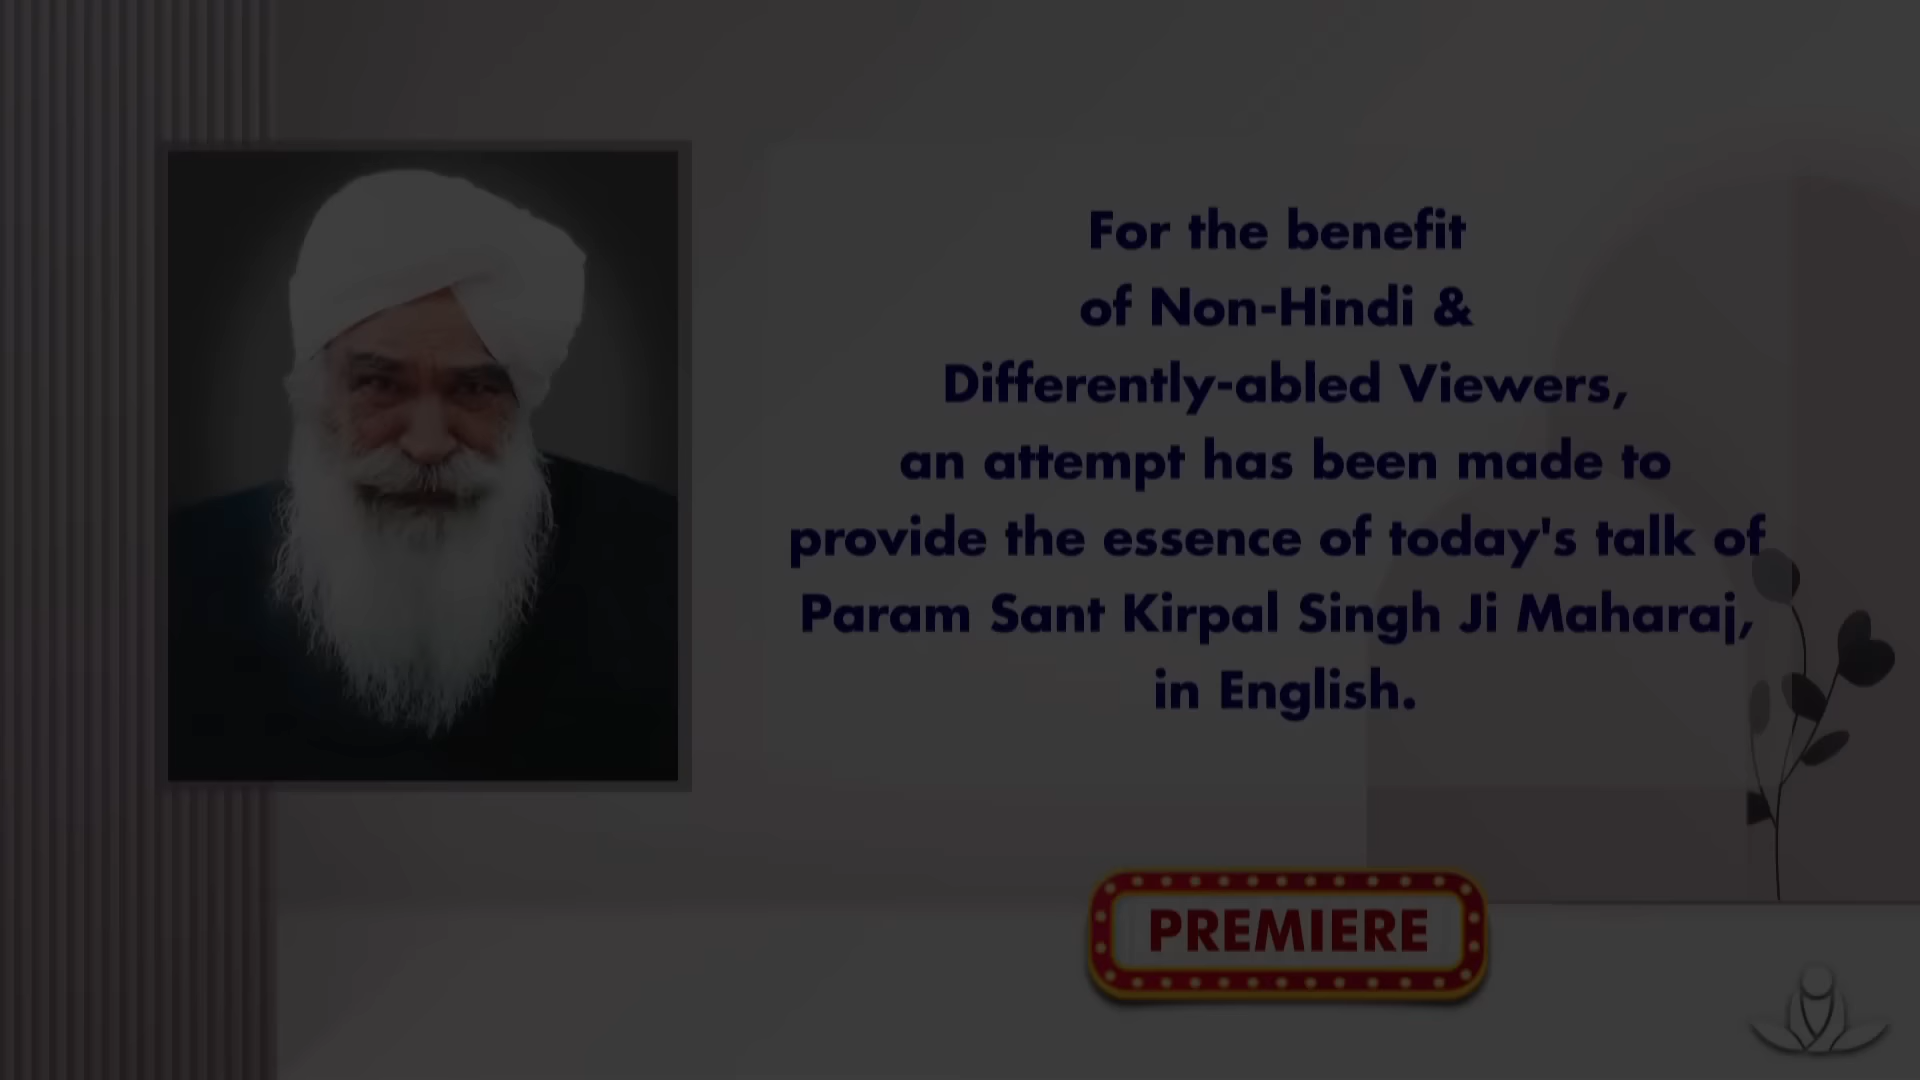 For the benefit
of Non-Hindi &
Differently-abled Viewers,
an attempt has been made to
provide the essence of today's talk of
Param Sant Kirpal Singh Ji Maharaj,
in English.
PREMIERE